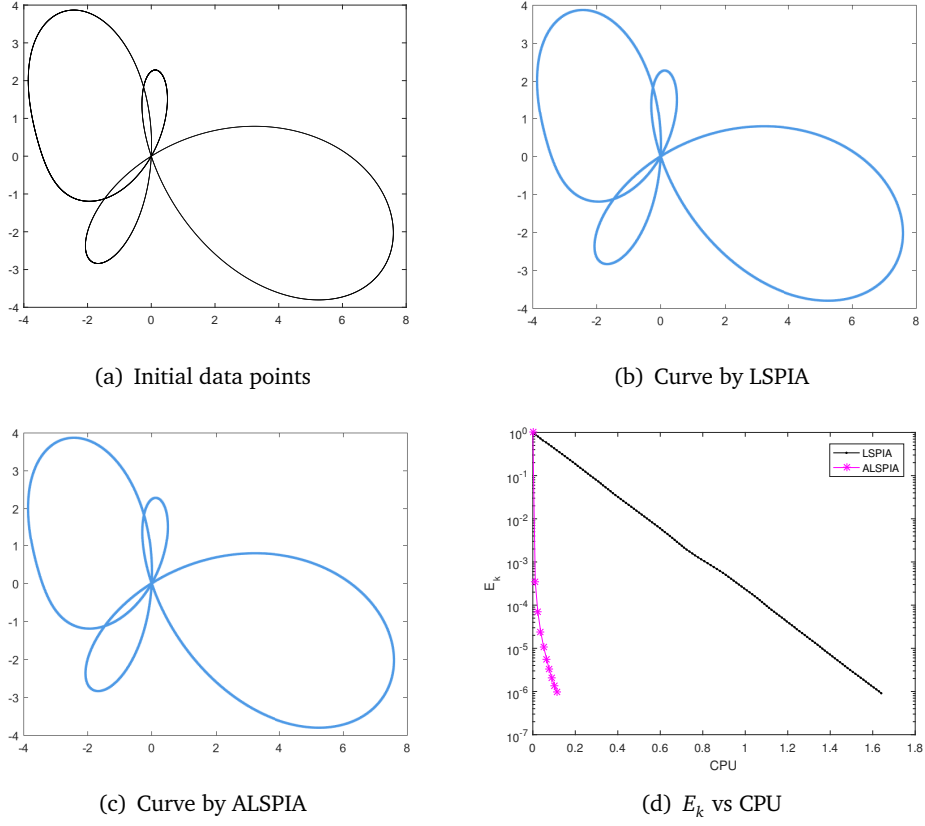 4
3
2
1
0
-1
-2
-3
-4
-4 -2 0 2 4 6 8
(a) Initial data points
4
3
2
1
0
-1
-2
-3
-4
-4 -2 0 2 4 6 8
(b) Curve by LSPIA
4
3
2
1
0
-1
-2
-3
-4
-4 -2 0 2 4 6 8
(c) Curve by ALSPIA
10^0
10^-1
10^-2
10^-3
10^-4
10^-5
10^-6
10^-7
E_k
LSPIA
ALSPIA
0 0.2 0.4 0.6 0.8 1 1.2 1.4 1.6 1.8
CPU
(d) E_k vs CPU